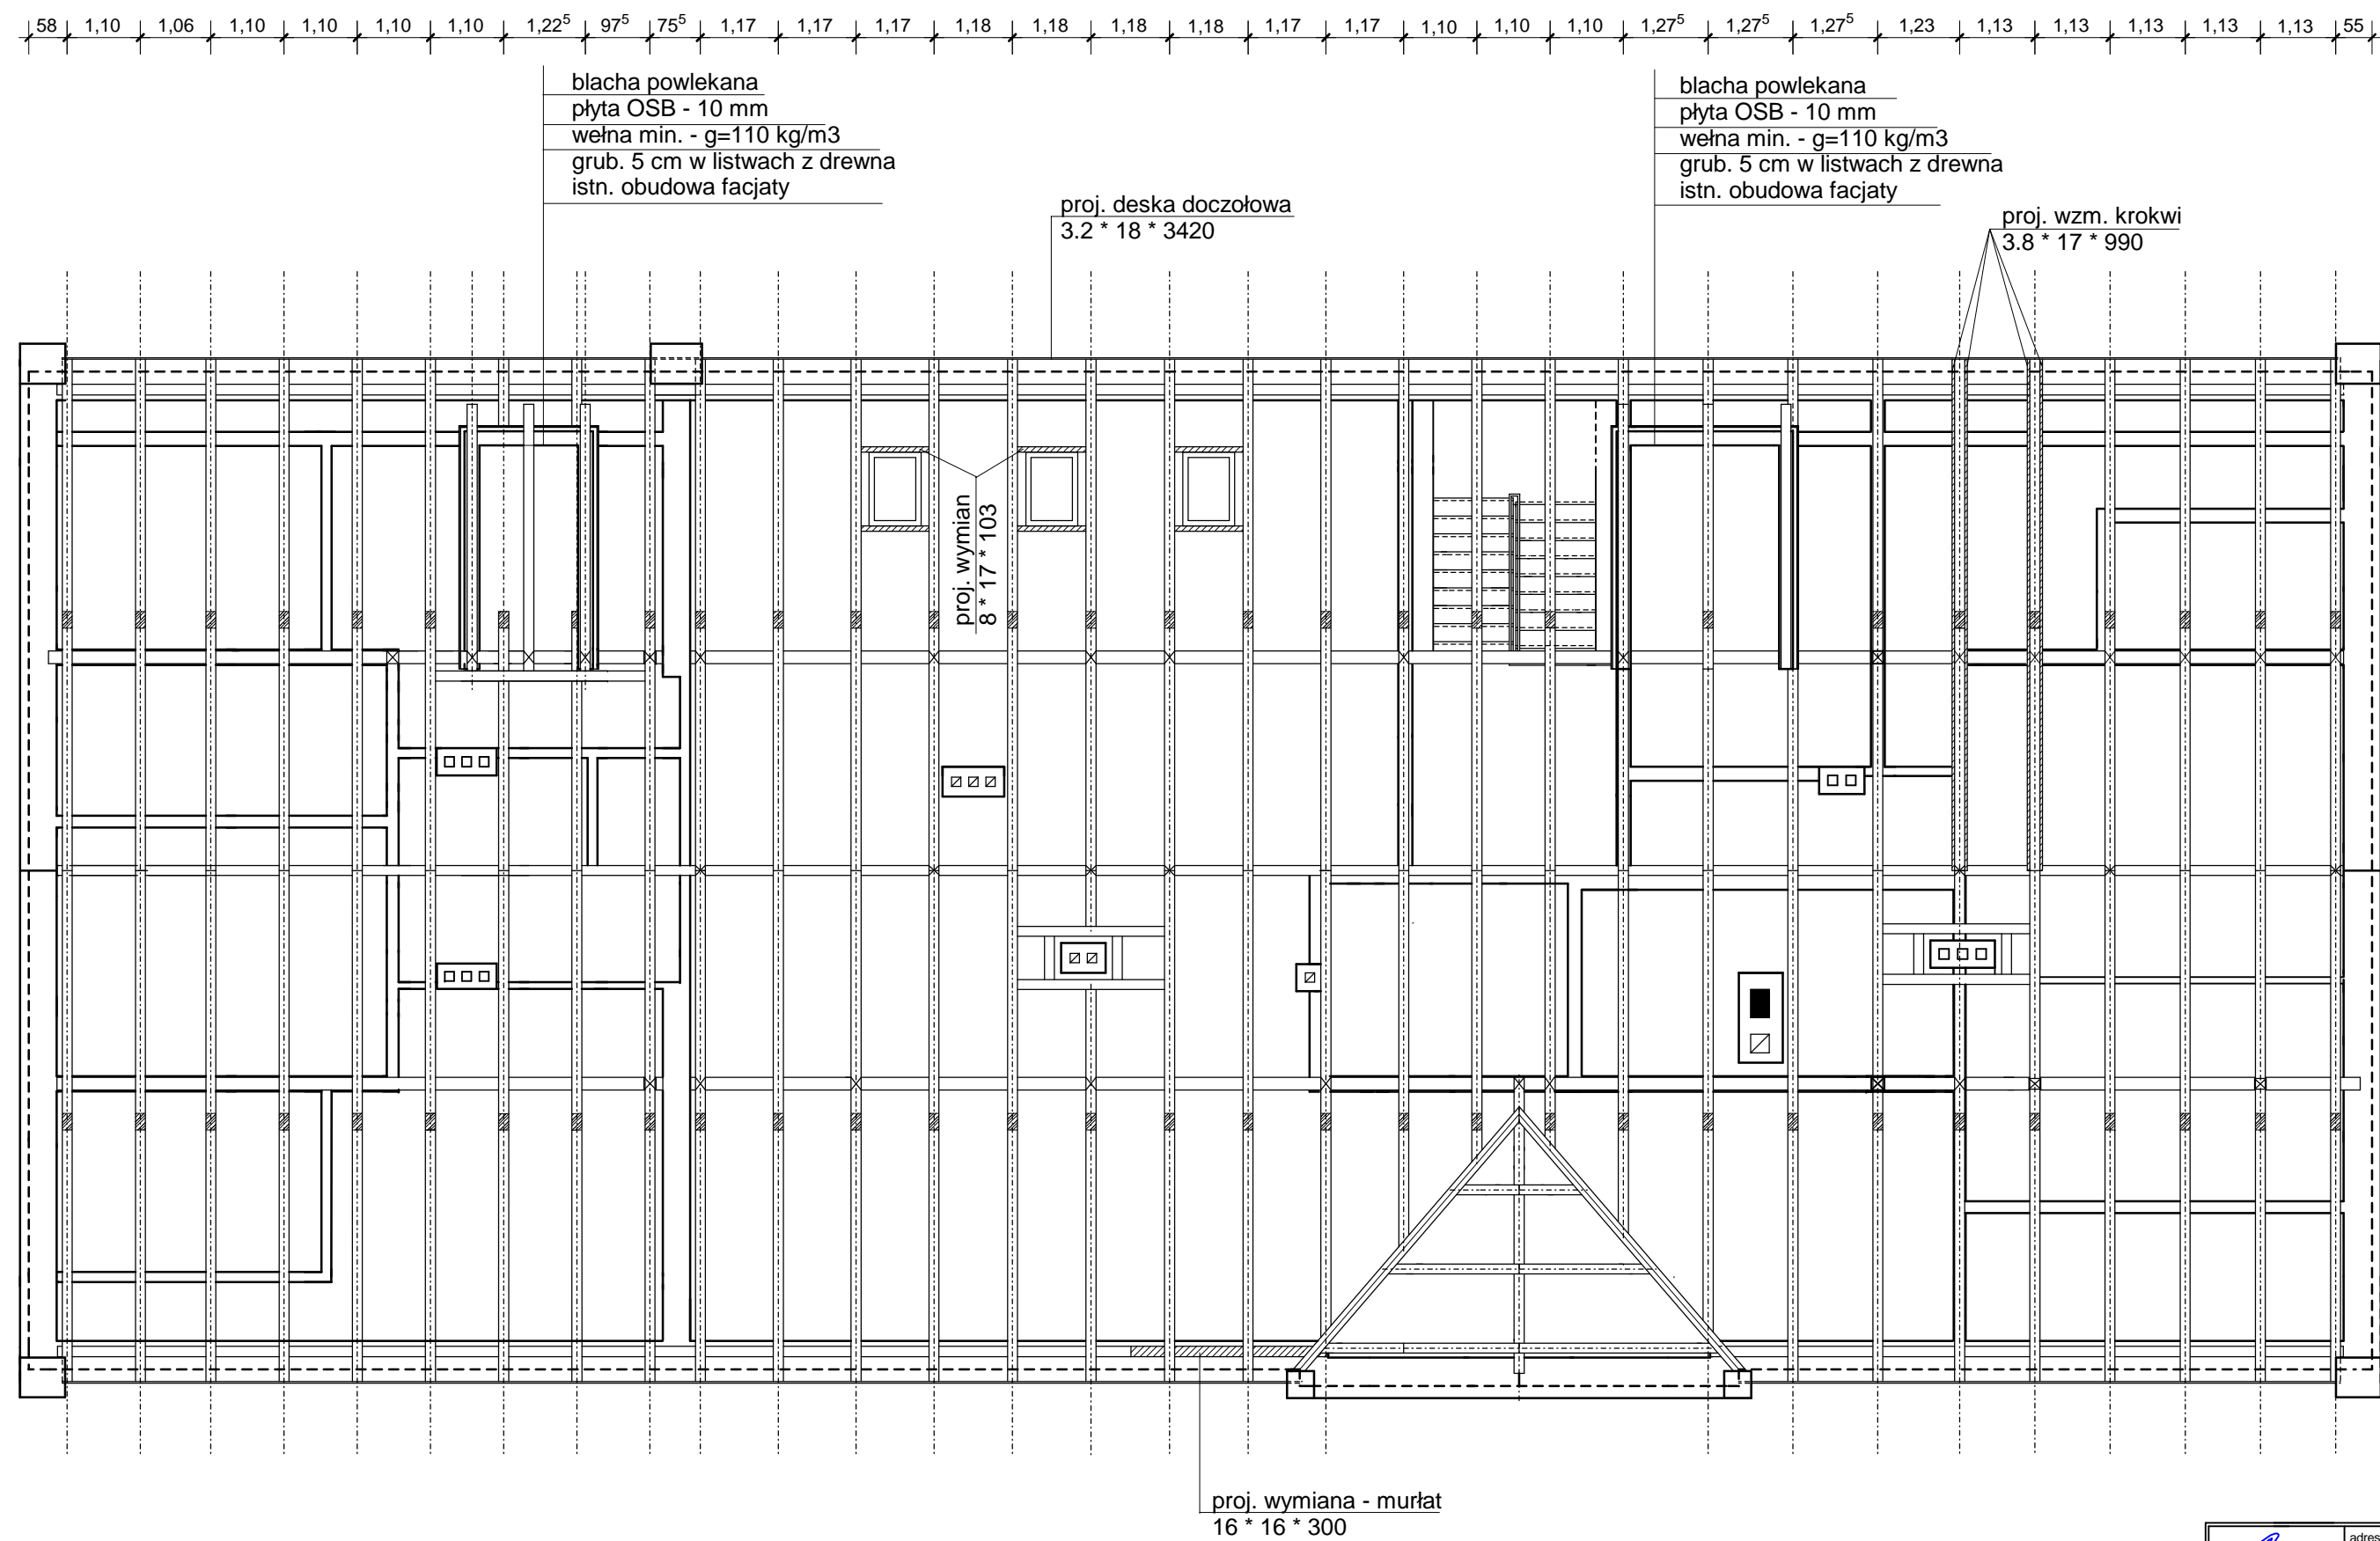 58 1,10 1,06 1,10 1,10 1,10 1,10 1,22⁵ 97⁵ 75⁵ 1,17 1,17 1,17 1,18 1,18 1,18 1,18 1,17 1,17 1,10 1,10 1,10 1,27⁵ 1,27⁵ 1,27⁵ 1,23 1,13 1,13 1,13 1,13 1,13 55
blacha powlekana
płyta OSB - 10 mm
wełna min. - g=110 kg/m3
grub. 5 cm w listwach z drewna
istn. obudowa facjaty
blacha powlekana
płyta OSB - 10 mm
wełna min. - g=110 kg/m3
grub. 5 cm w listwach z drewna
istn. obudowa facjaty
proj. deska doczołowa
3.2 * 18 * 3420
proj. wzm. krokwi
3.8 * 17 * 990
proj. wymian
8 * 17 * 103
proj. wymiana - murłat
16 * 16 * 300
adres